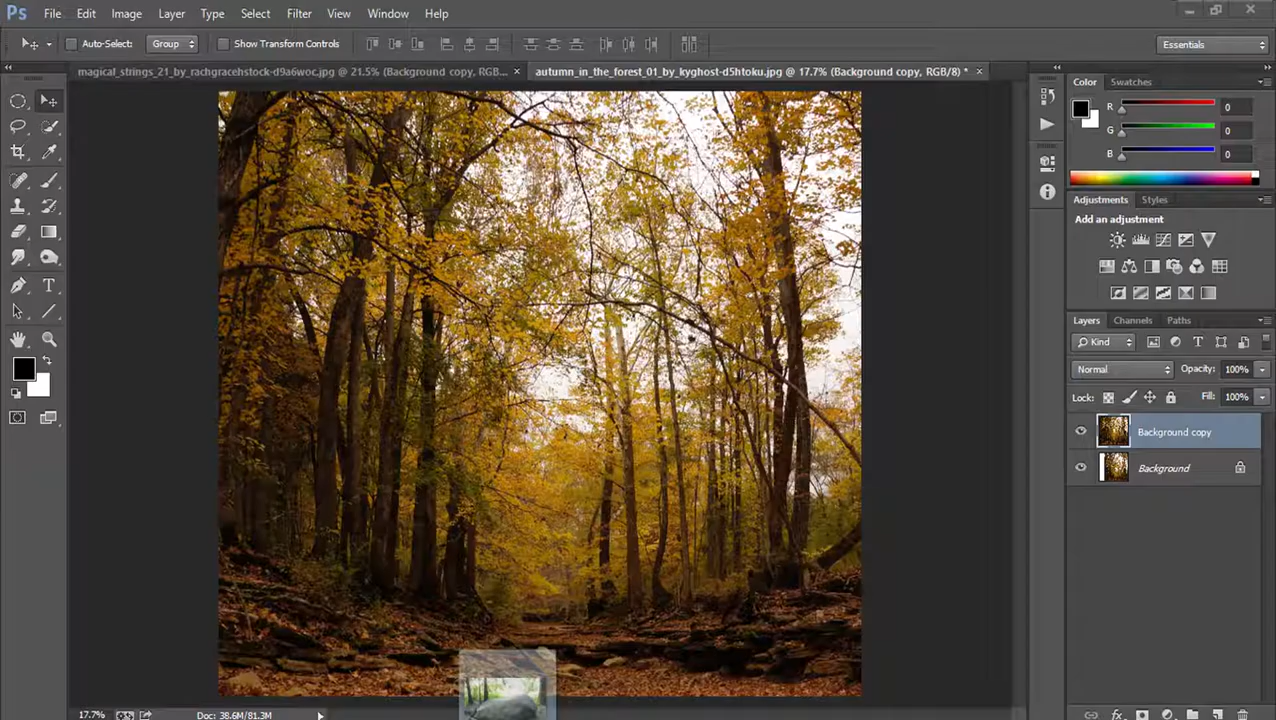 Ps File Edit Image Layer Type Select Filter View Window Help
Auto-Select: Group Show Transform Controls Essentials
magical_strings_21_by_rachgracehstock-d9a6woc.jpg @ 21.5% (Background copy, RGB... × autumn_in_the_forest_01_by_kyghost-d5htoku.jpg @ 17.7% (Background copy, RGB/8) * ×
Color Swatches
R 0
G 0
B 0
Adjustments Styles
Add an adjustment
Layers Channels Paths
Kind
Normal Opacity: 100%
Lock: Fill: 100%
Background copy
Background
17.7% Doc: 38.6M/81.3M